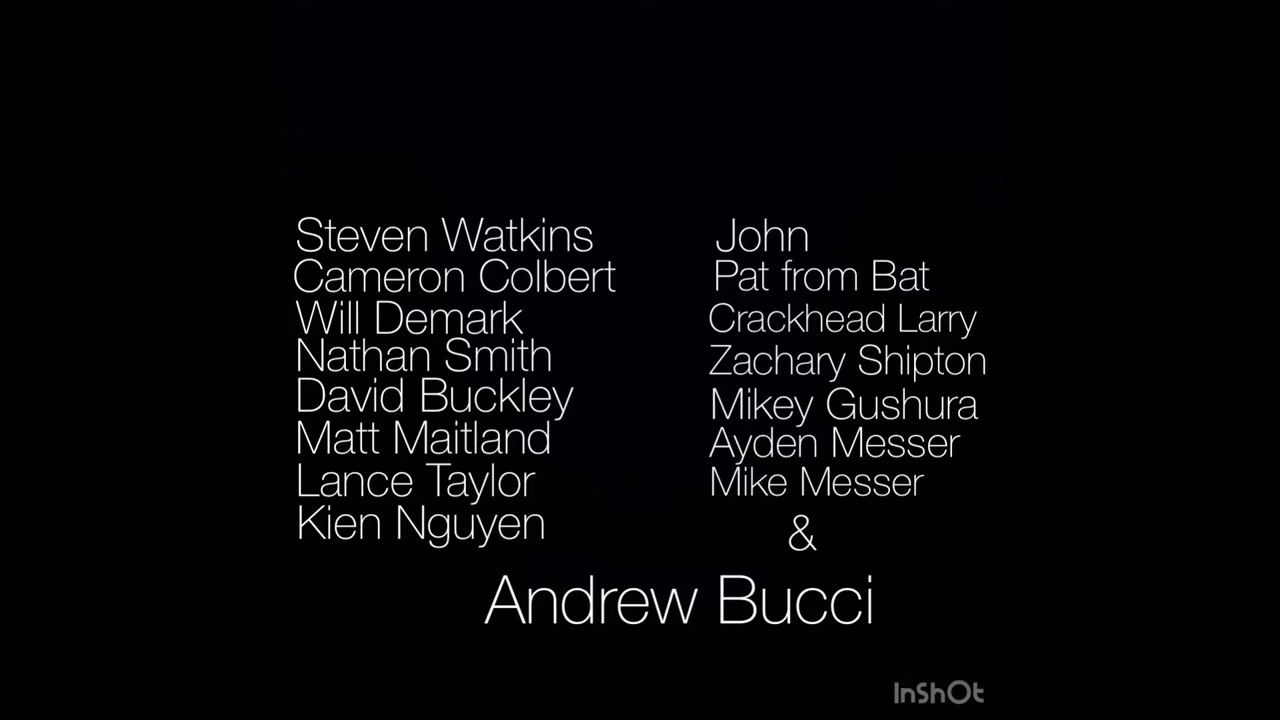 Steven Watkins
Cameron Colbert
Will Demark
Nathan Smith
David Buckley
Matt Maitland
Lance Taylor
Kien Nguyen
John
Pat from Bat
Crackhead Larry
Zachary Shipton
Mikey Gushura
Ayden Messer
Mike Messer
&
Andrew Bucci
InShOt